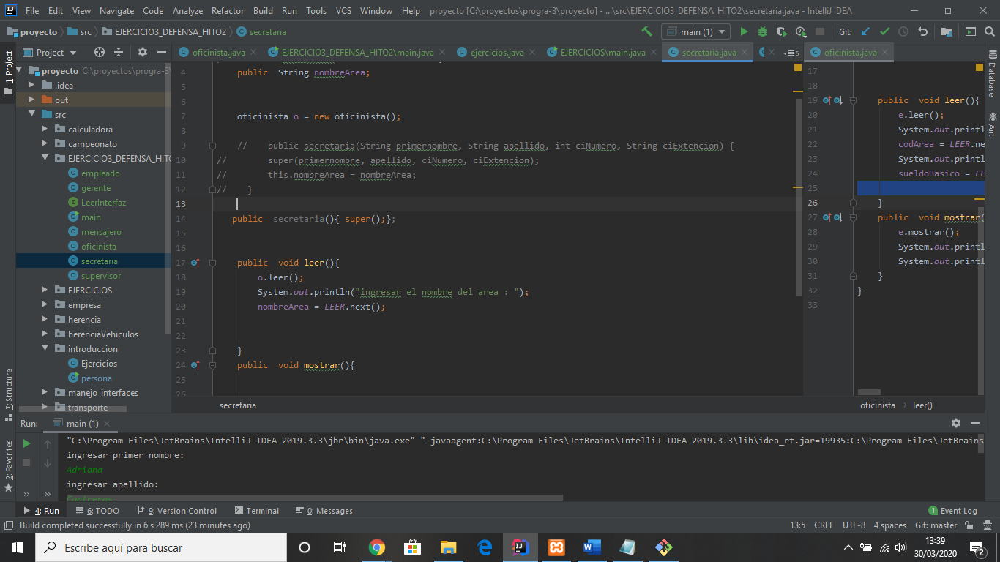 File Edit View Navigate Code Analyze Refactor Build Run Tools VCS Window Help proyecto [C:\proyectos\progra-3\proyecto] - ...\src\EJERCICIO3_DEFENSA_HITO2\secretaria.java - IntelliJ IDEA
proyecto src EJERCICIO3_DEFENSA_HITO2 secretaria main (1) Git:
Project oficinista.java EJERCICIO3_DEFENSA_HITO2\main.java ejercicios.java EJERCICIOS\main.java secretaria.java oficinista.java
1: Project
7: Structure
2: Favorites
Database
Ant
proyecto C:\proyectos\progra-3\
.idea
out
src
calculadora
campeonato
EJERCICIO3_DEFENSA_HITO
empleado
gerente
LeerInterfaz
main
mensajero
oficinista
secretaria
supervisor
EJERCICIOS
empresa
herencia
herenciaVehiculos
introduccion
Ejercicios
persona
manejo_interfaces
transporte
4 public String nombreArea;
5
6
7 oficinista o = new oficinista();
8
9 // public secretaria(String primernombre, String apellido, int ciNumero, String ciExtencion) {
10 // super(primernombre, apellido, ciNumero, ciExtencion);
11 // this.nombreArea = nombreArea;
12 // }
13
14 public secretaria(){ super();};
15
16
17 public void leer(){
18 o.leer();
19 System.out.println("ingresar el nombre del area : ");
20 nombreArea = LEER.next();
21
22
23 }
24 public void mostrar(){
25
26
secretaria
17
18
19 public void leer(){
20 e.leer();
21 System.out.printl
22 codArea = LEER.ne
23 System.out.printl
24 sueldoBasico = LE
25
26 }
27 public void mostrar(
28 e.mostrar();
29 System.out.printl
30 System.out.printl
31 }
32 }
33
oficinista leer()
Run: main (1)
"C:\Program Files\JetBrains\IntelliJ IDEA 2019.3.3\jbr\bin\java.exe" "-javaagent:C:\Program Files\JetBrains\IntelliJ IDEA 2019.3.3\lib\idea_rt.jar=19935:C:\Program Files\JetBrains
ingresar primer nombre:
Adriana
ingresar apellido:
Contreras
4: Run 6: TODO 9: Version Control Terminal 0: Messages 1 Event Log
Build completed successfully in 6 s 289 ms (23 minutes ago) 13:5 CRLF UTF-8 4 spaces Git: master
Escribe aquí para buscar
13:39
30/03/2020
2